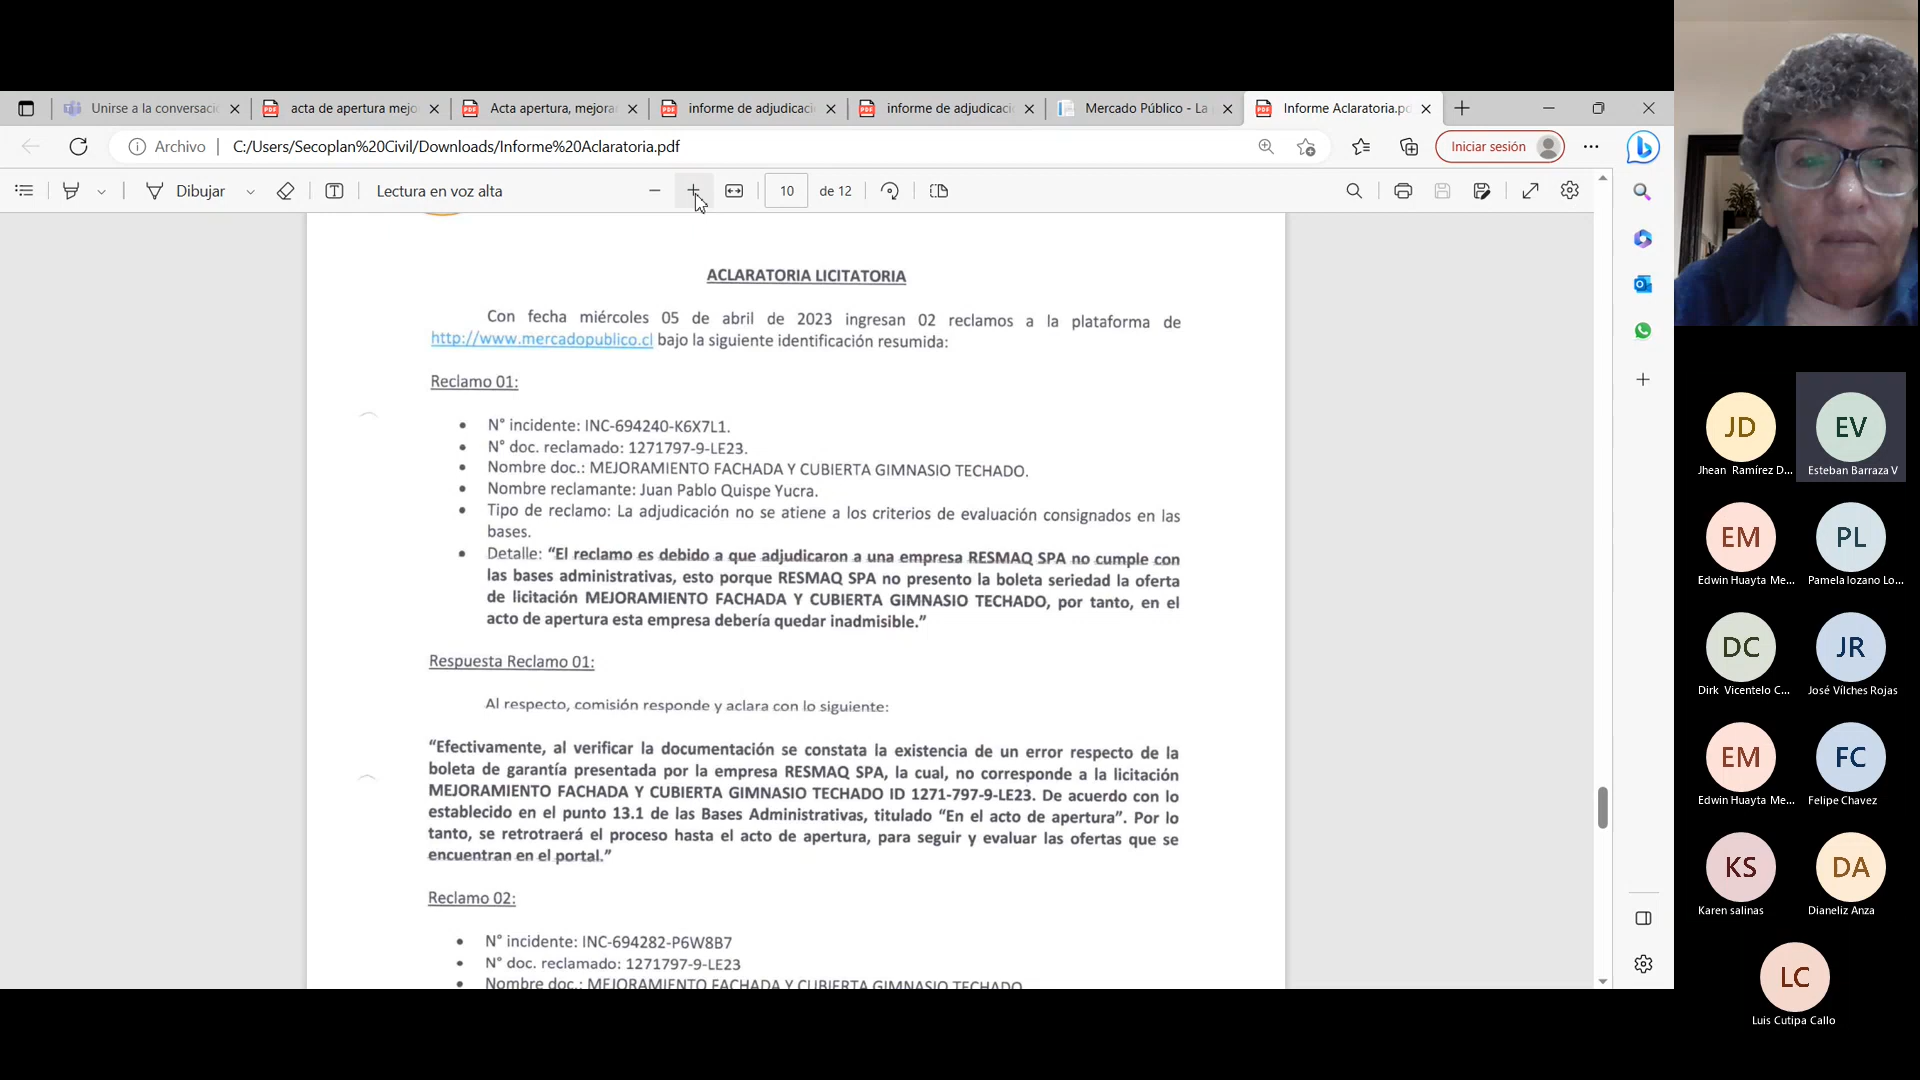 Unirse a la conversaci
acta de apertura mejo
Acta apertura, mejora
informe de adjudicaci
informe de adjudicaci
Mercado Público - La
Informe Aclaratoria.pd
Archivo
C:/Users/Secoplan%20Civil/Downloads/Informe%20Aclaratoria.pdf
Iniciar sesión
Dibujar
Lectura en voz alta
10
de 12
ACLARATORIA LICITATORIA
Con fecha miércoles 05 de abril de 2023 ingresan 02 reclamos a la plataforma de
http://www.mercadopublico.cl bajo la siguiente identificación resumida:
Reclamo 01:
• N° incidente: INC-694240-K6X7L1.
• N° doc. reclamado: 1271797-9-LE23.
• Nombre doc.: MEJORAMIENTO FACHADA Y CUBIERTA GIMNASIO TECHADO.
• Nombre reclamante: Juan Pablo Quispe Yucra.
• Tipo de reclamo: La adjudicación no se atiene a los criterios de evaluación consignados en las
bases.
• Detalle: “El reclamo es debido a que adjudicaron a una empresa RESMAQ SPA no cumple con
las bases administrativas, esto porque RESMAQ SPA no presento la boleta seriedad la oferta
de licitación MEJORAMIENTO FACHADA Y CUBIERTA GIMNASIO TECHADO, por tanto, en el
acto de apertura esta empresa debería quedar inadmisible.”
Respuesta Reclamo 01:
Al respecto, comisión responde y aclara con lo siguiente:
“Efectivamente, al verificar la documentación se constata la existencia de un error respecto de la
boleta de garantía presentada por la empresa RESMAQ SPA, la cual, no corresponde a la licitación
MEJORAMIENTO FACHADA Y CUBIERTA GIMNASIO TECHADO ID 1271-797-9-LE23. De acuerdo con lo
establecido en el punto 13.1 de las Bases Administrativas, titulado “En el acto de apertura”. Por lo
tanto, se retrotraerá el proceso hasta el acto de apertura, para seguir y evaluar las ofertas que se
encuentran en el portal.”
Reclamo 02:
• N° incidente: INC-694282-P6W8B7
• N° doc. reclamado: 1271797-9-LE23
• Nombre doc.: MEJORAMIENTO FACHADA Y CUBIERTA GIMNASIO TECHADO
JD
Jhean Ramírez D...
EV
Esteban Barraza V
EM
Edwin Huayta Me...
PL
Pamela lozano Lo...
DC
Dirk Vicentelo C...
JR
José Vílches Rojas
EM
Edwin Huayta Me...
FC
Felipe Chavez
KS
Karen salinas
DA
Dianeliz Anza
LC
Luis Cutipa Callo